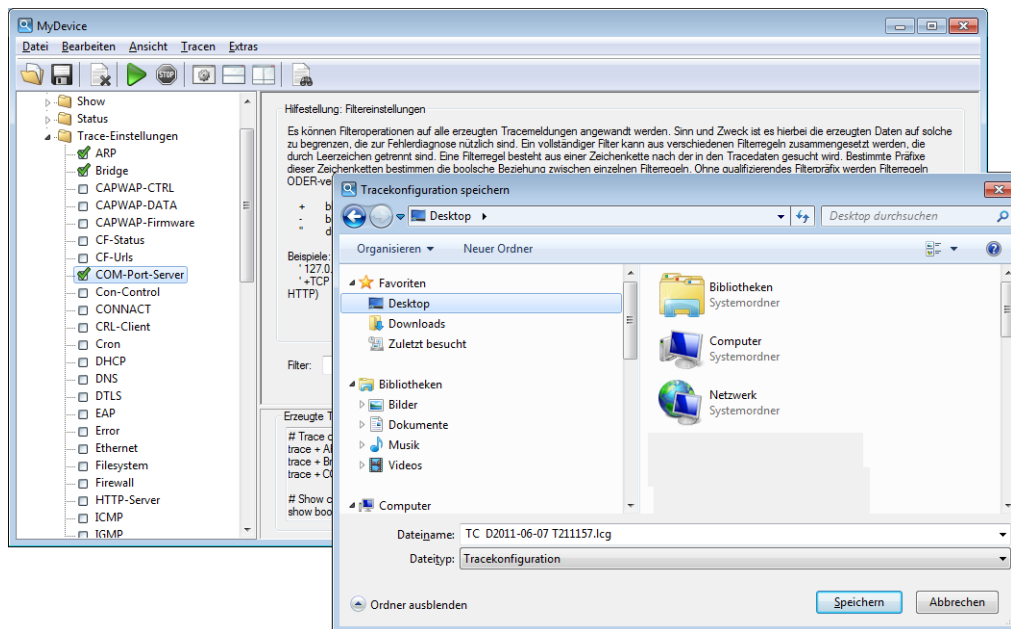 MyDevice
Datei Bearbeiten Ansicht Tracen Extras
STOP
Show
Status
Trace-Einstellungen
ARP
Bridge
CAPWAP-CTRL
CAPWAP-DATA
CAPWAP-Firmware
CF-Status
CF-Urls
COM-Port-Server
Con-Control
CONNACT
CRL-Client
Cron
DHCP
DNS
DTLS
EAP
Error
Ethernet
Filesystem
Firewall
HTTP-Server
ICMP
IGMP
Hilfestellung: Filtereinstellungen
Es können Filteroperationen auf alle erzeugten Tracemeldungen angewandt werden. Sinn und Zweck ist es hierbei die erzeugten Daten auf solche
zu begrenzen, die zur Fehlerdiagnose nützlich sind. Ein vollständiger Filter kann aus verschiedenen Filterregeln zusammengesetzt werden, die
durch Leerzeichen getrennt sind. Eine Filterregel besteht aus einer Zeichenkette nach der in den Tracedaten gesucht wird. Bestimmte Präfixe
dieser Zeichenketten bestimmen die boolsche Beziehung zwischen einzelnen Filterregeln. Ohne qualifizierendes Filterpräfix werden Filterregeln
ODER-ve
+ b
- b
" d
Beispiele:
' 127.0.
' +TCP
HTTP)
Filter:
Erzeugte T
# Trace c
trace + A
trace + Br
trace + C
# Show c
show boo
Tracekonfiguration speichern
Desktop
Desktop durchsuchen
Organisieren
Neuer Ordner
Favoriten
Desktop
Downloads
Zuletzt besucht
Bibliotheken
Bilder
Dokumente
Musik
Videos
Computer
Bibliotheken
Systemordner
Computer
Systemordner
Netzwerk
Systemordner
Dateiname: TC D2011-06-07 T211157.lcg
Dateityp: Tracekonfiguration
Ordner ausblenden
Speichern
Abbrechen